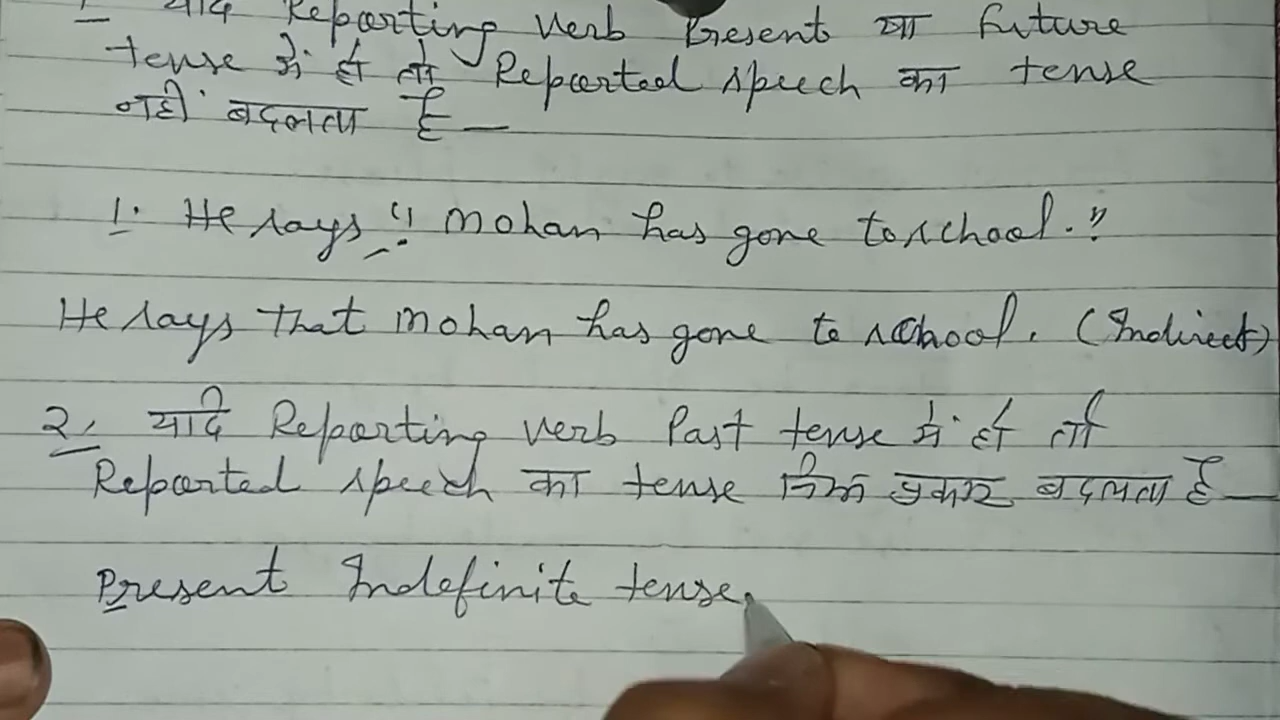 1- यदि Reporting verb Present या Future
tense में हो तो Reported speech का tense
नहीं बदलता है—
1. He says, "Mohan has gone to school."
He says that Mohan has gone to school. (Indirect)
2- यदि Reporting verb Past tense में हो तो
Reported speech का tense निम्न प्रकार बदलता है—
Present Indefinite tense